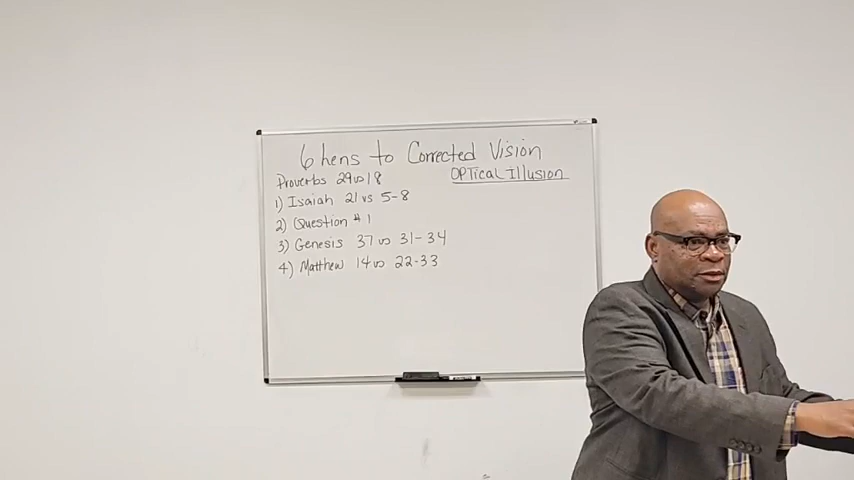 6 hens to Corrected Vision
Proverbs 29 vs 18
OPTical Illusion
1) Isaiah 21 vs 5-8
2) Question # 1
3) Genesis 37 vs 31-34
4) Matthew 14 vs 22-33